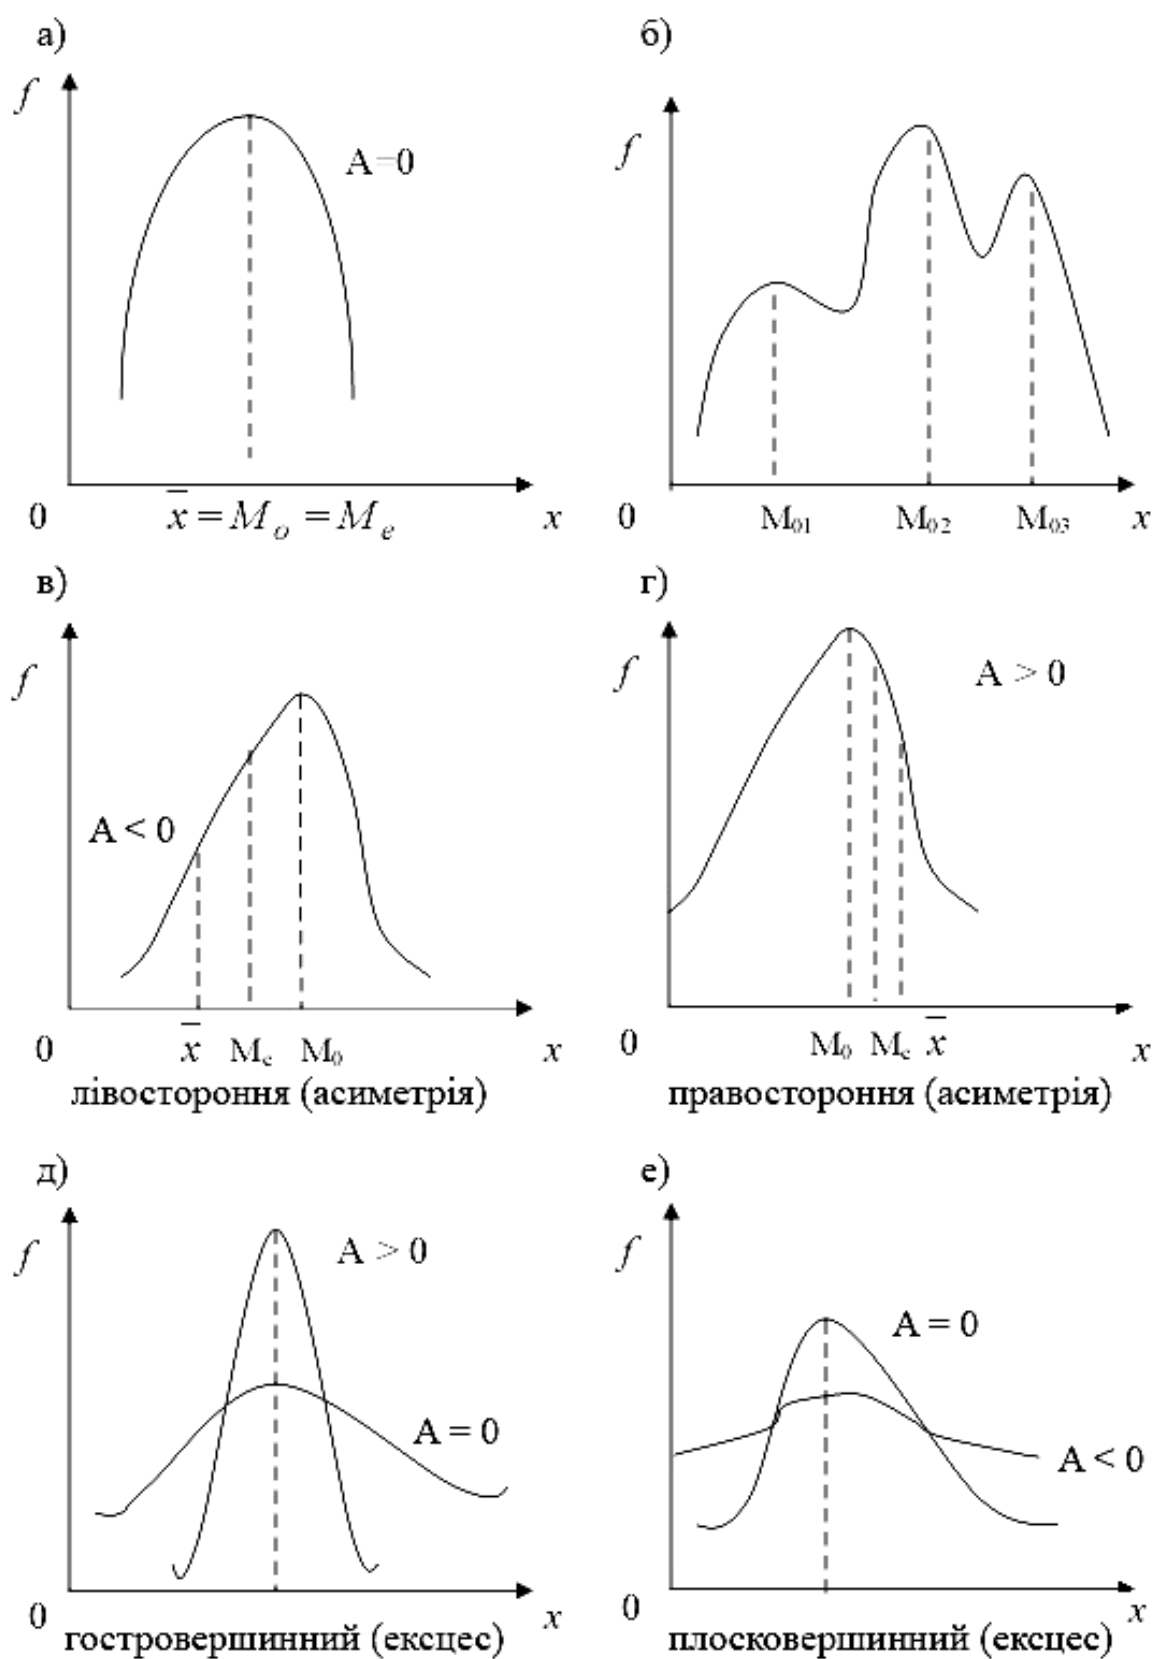 а)
f
A=0
0
x̄ = Mₒ = Mₑ
x
б)
f
0
M₀₁
M₀₂
M₀₃
x
в)
f
A < 0
0
x̄
Mₑ
M₀
x
лівостороння (асиметрія)
г)
f
A > 0
0
M₀
Mₑ
x̄
x
правостороння (асиметрія)
д)
f
A > 0
A = 0
0
x
гостровершинний (ексцес)
е)
f
A = 0
A < 0
0
x
плосковершинний (ексцес)